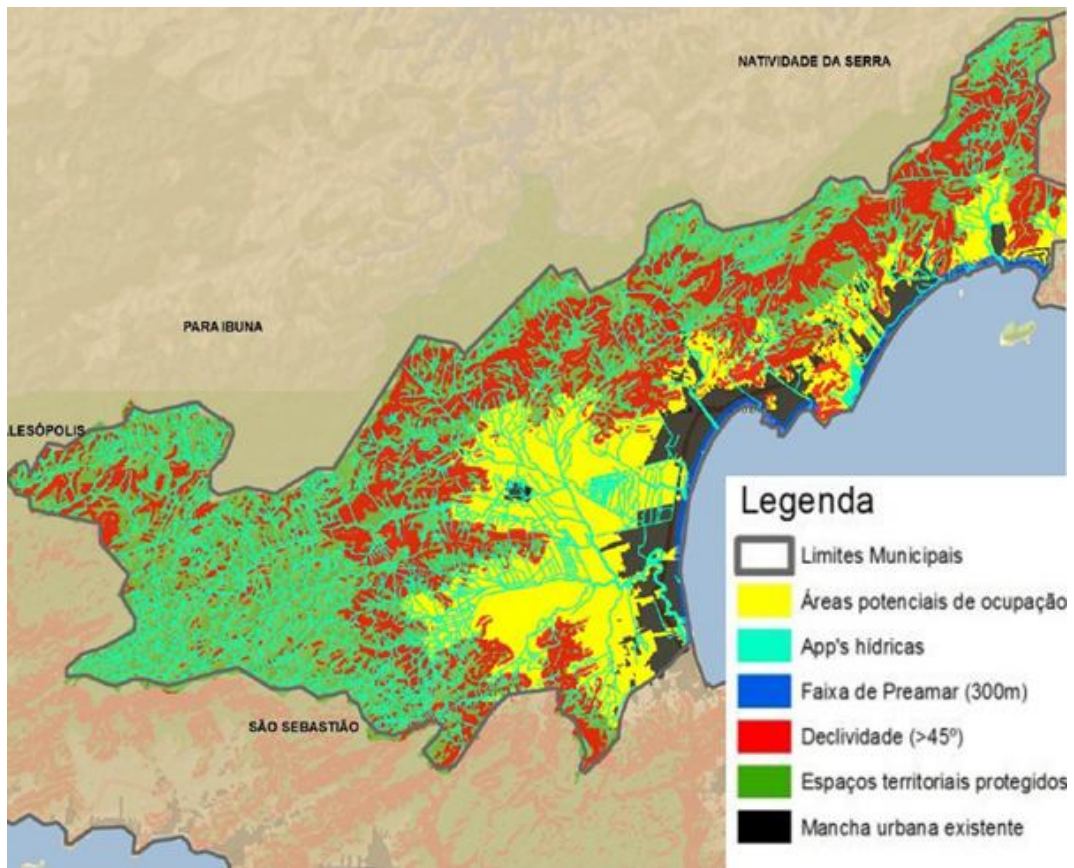 NATIVIDADE DA SERRA
PARAIBUNA
ALESÓPOLIS
SÃO SEBASTIÃO
Legenda
Limites Municipais
Áreas potenciais de ocupação
App's hídricas
Faixa de Preamar (300m)
Declividade (>45º)
Espaços territoriais protegidos
Mancha urbana existente